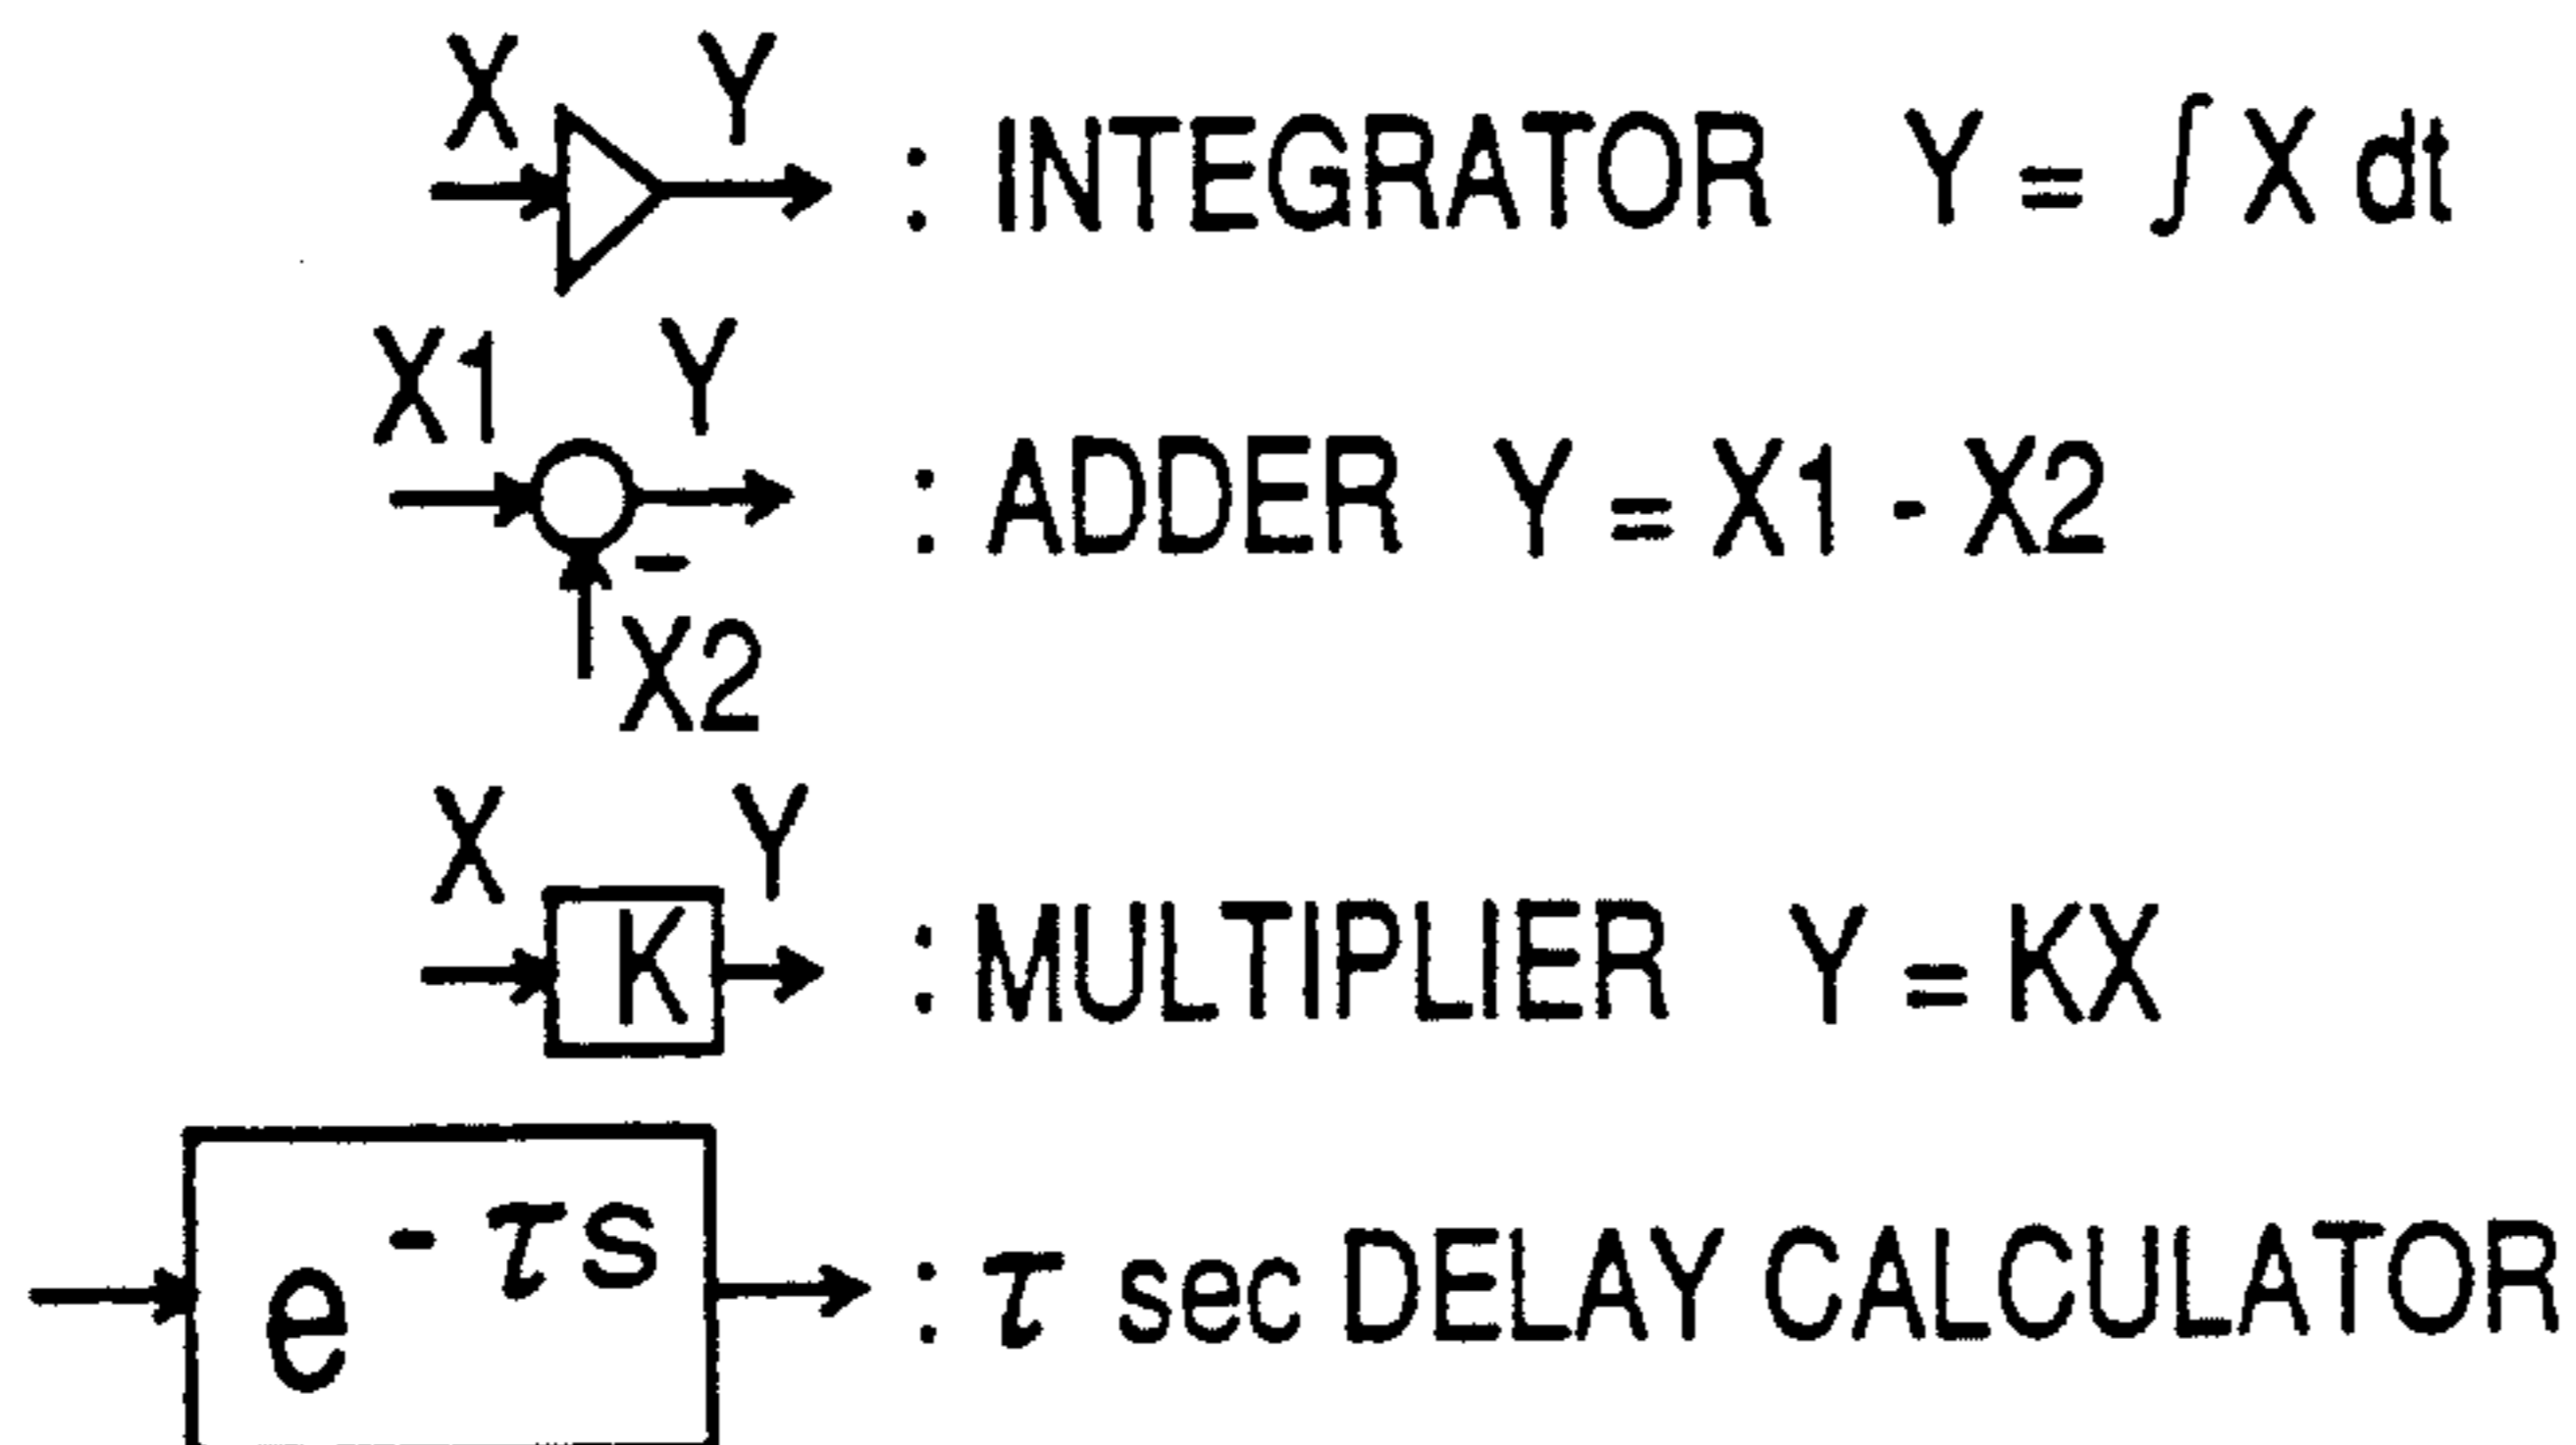 X Y : INTEGRATOR Y = ∫ X dt
X1 Y : ADDER Y = X1 - X2
-
X2
X Y
K : MULTIPLIER Y = KX
e^{-τs} : τ sec DELAY CALCULATOR